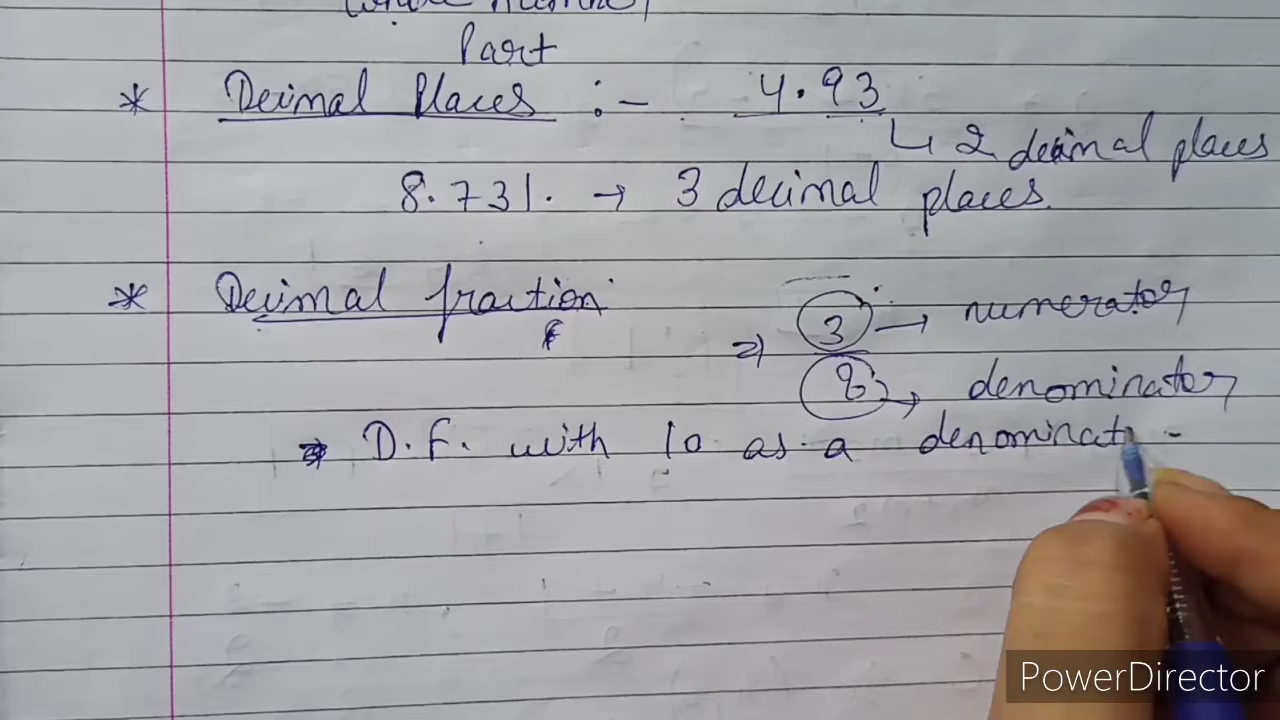 Part
* Decimal Places :- 4.93
↳ 2 decimal places
8.731. → 3 decimal places.
* Decimal fraction
⇒ 3 → numerator
8 → denominator
D.F. with 10 as a denominato
PowerDirector